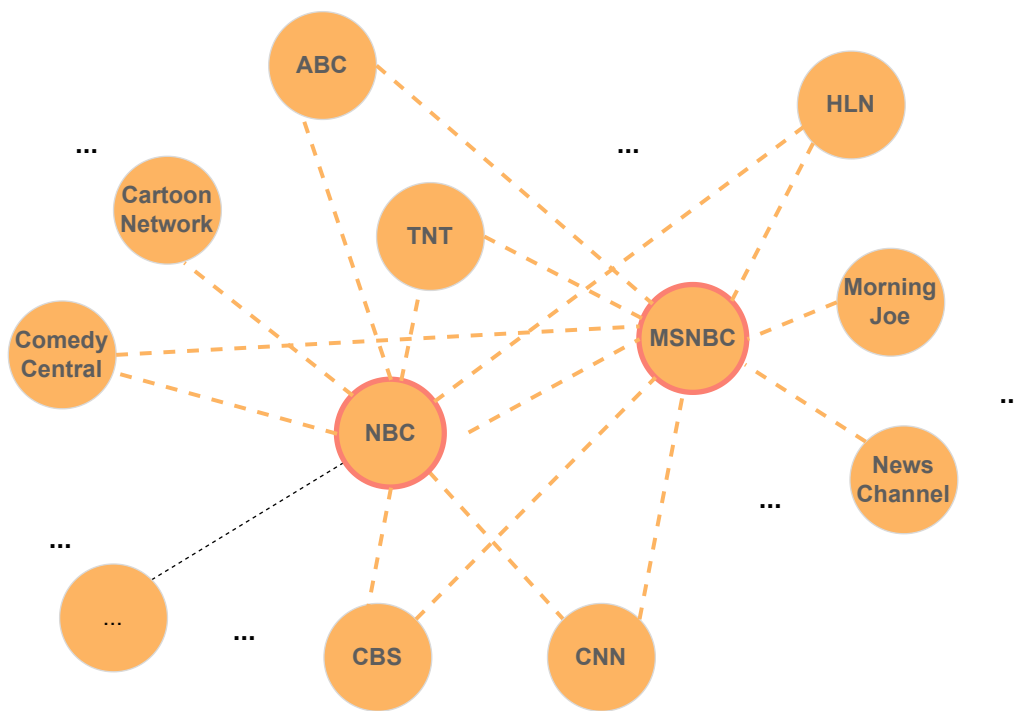 ABC
HLN
...
...
Cartoon
Network
TNT
Morning
Joe
MSNBC
Comedy
Central
..
NBC
News
Channel
...
...
...
...
CBS
CNN